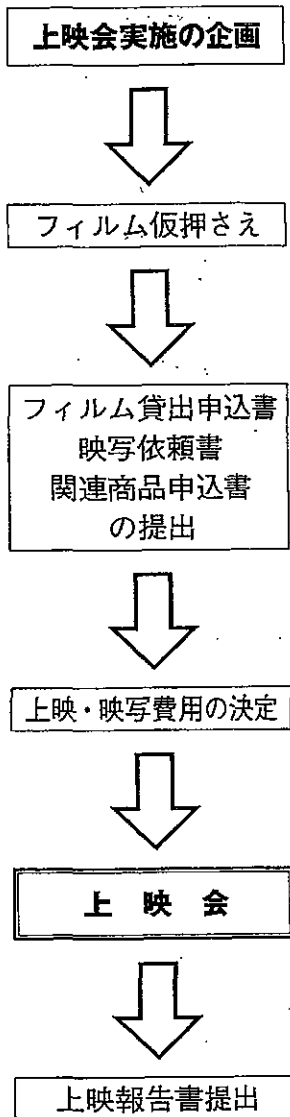 上映会実施の企画
フィルム仮押さえ
フィルム貸出申込書
映写依頼書
関連商品申込書
の提出
上映・映写費用の決定
上映会
上映報告書提出